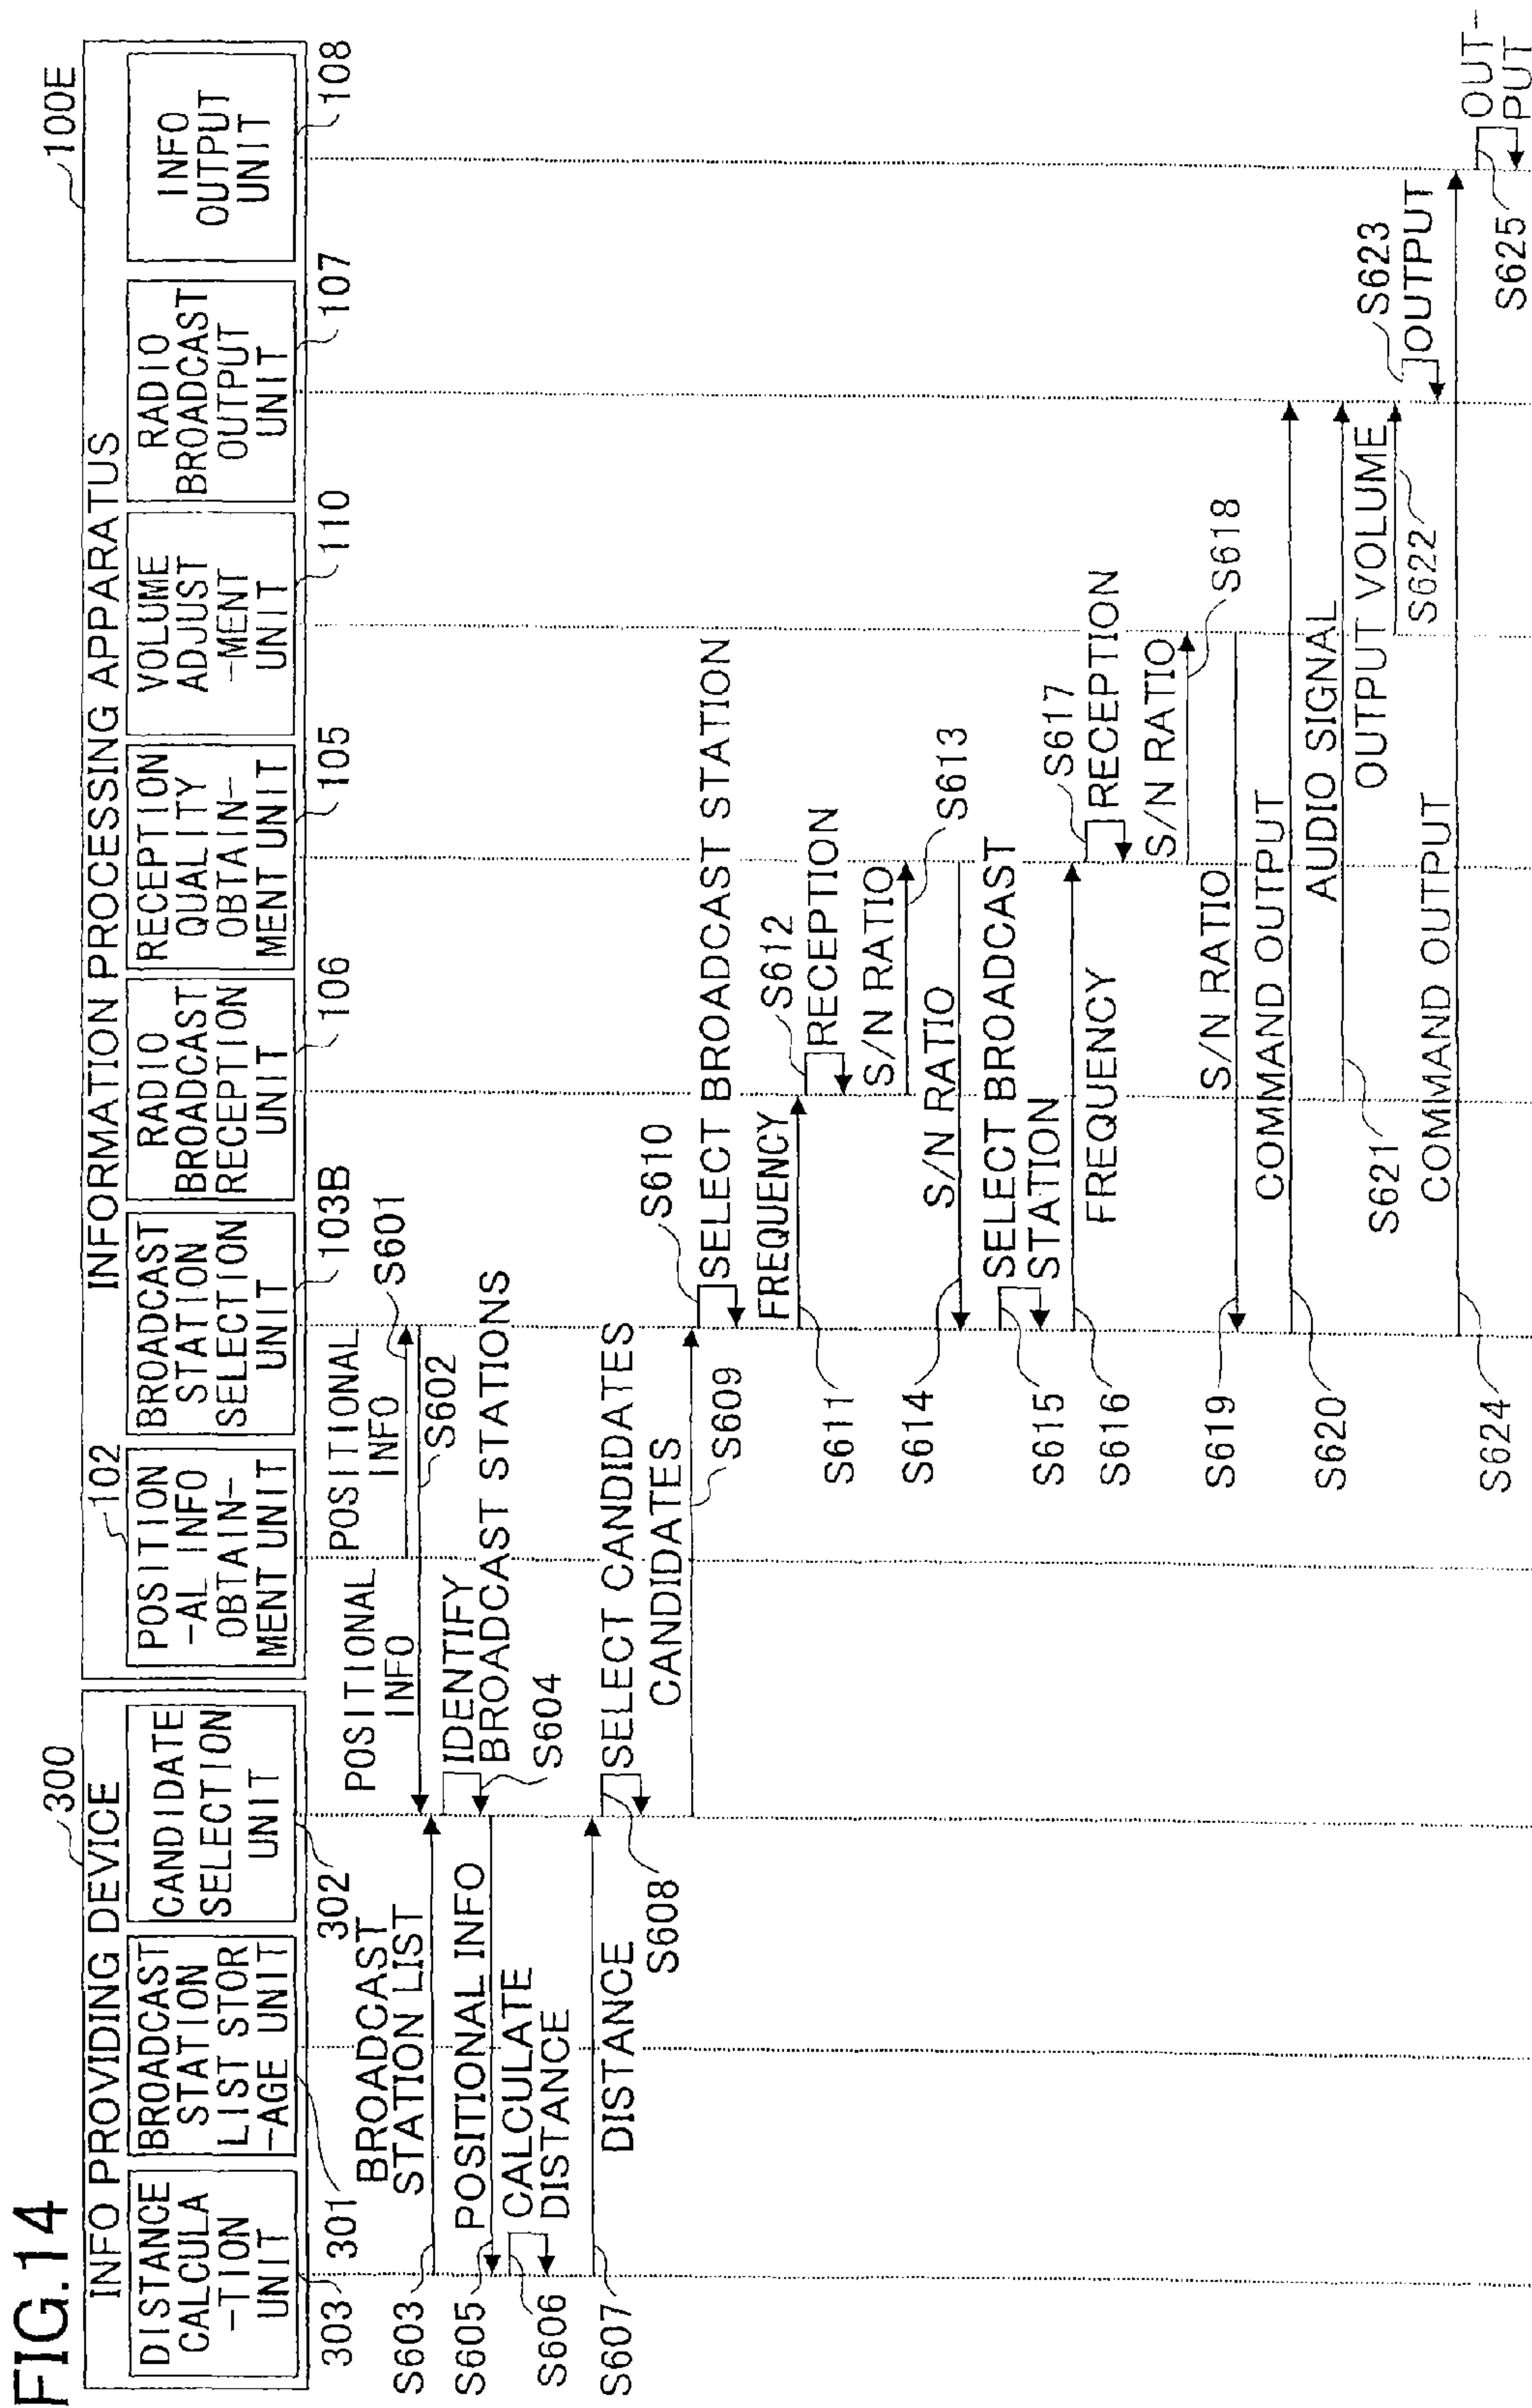 FIG.14
INFO PROVIDING DEVICE
300
DISTANCE
CALCULA
-TION
UNIT
303
BROADCAST
STATION
LIST STOR
-AGE UNIT
301
CANDIDATE
SELECTION
UNIT
302
INFORMATION PROCESSING APPARATUS
100E
POSITION
-AL INFO
OBTAIN-
MENT UNIT
102
BROADCAST
STATION
SELECTION
UNIT
103B
RADIO
BROADCAST
RECEPTION
UNIT
106
RECEPTION
QUALITY
OBTAIN-
MENT UNIT
105
VOLUME
ADJUST
-MENT
UNIT
110
RADIO
BROADCAST
OUTPUT
UNIT
107
INFO
OUTPUT
UNIT
108
POSITIONAL
INFO
S601
POSITIONAL
INFO
S602
BROADCAST
STATION LIST
S603
IDENTIFY
BROADCAST STATIONS
S604
POSITIONAL INFO
S605
CALCULATE
DISTANCE
S606
DISTANCE
S607
SELECT CANDIDATES
S608
CANDIDATES
S609
S610
SELECT BROADCAST STATION
FREQUENCY
S611
S612
RECEPTION
S/N RATIO
S613
S/N RATIO
S614
SELECT BROADCAST
STATION
S615
FREQUENCY
S616
S617
RECEPTION
S/N RATIO
S618
S/N RATIO
S619
COMMAND OUTPUT
S620
AUDIO SIGNAL
S621
OUTPUT VOLUME
S622
S623
OUTPUT
COMMAND OUTPUT
S624
OUT-
PUT
S625